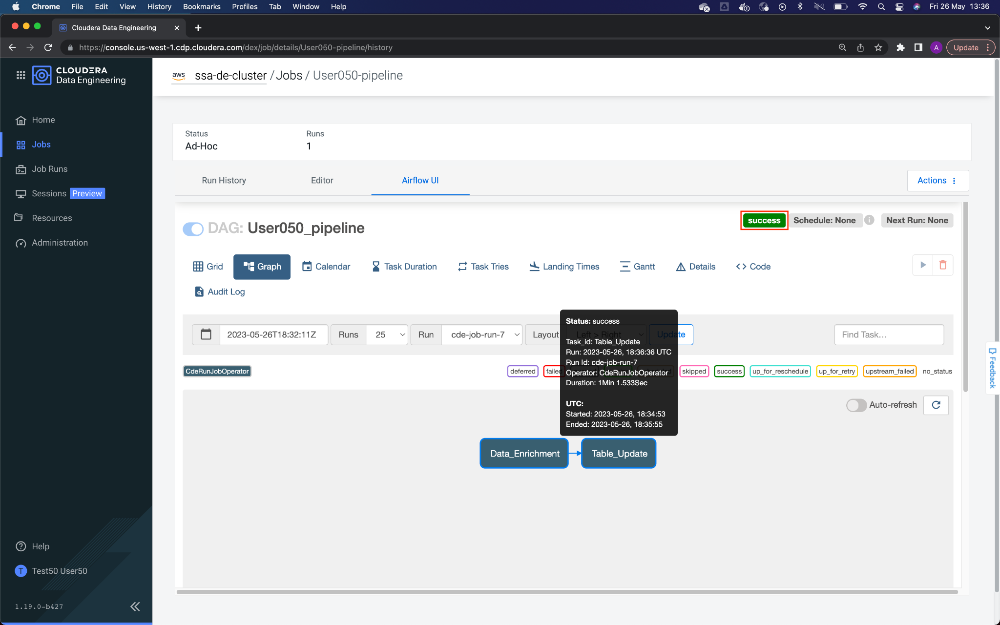 Chrome File Edit View History Bookmarks Profiles Tab Window Help Fri 26 May 13:36
Cloudera Data Engineering
https://console.us-west-1.cdp.cloudera.com/dex/job/details/User050-pipeline/history
A Update
CLOUDERA
Data Engineering
aws ssa-de-cluster / Jobs / User050-pipeline
Home
Jobs
Job Runs
Sessions Preview
Resources
Administration
Status Runs
Ad-Hoc 1
Run History Editor Airflow UI Actions
success Schedule: None i Next Run: None
DAG: User050_pipeline
Grid Graph Calendar Task Duration Task Tries Landing Times Gantt Details Code
Audit Log
2023-05-26T18:32:11Z Runs 25 Run cde-job-run-7 Layout Left > Right Update Find Task...
CdeRunJobOperator deferred failed skipped success up_for_reschedule up_for_retry upstream_failed no_status
Status: success
Task_id: Table_Update
Run: 2023-05-26, 18:36:36 UTC
Run Id: cde-job-run-7
Operator: CdeRunJobOperator
Duration: 1Min 1.533Sec
UTC:
Started: 2023-05-26, 18:34:53
Ended: 2023-05-26, 18:35:55
Auto-refresh
Data_Enrichment Table_Update
Feedback
Help
T Test50 User50
1.19.0-b427